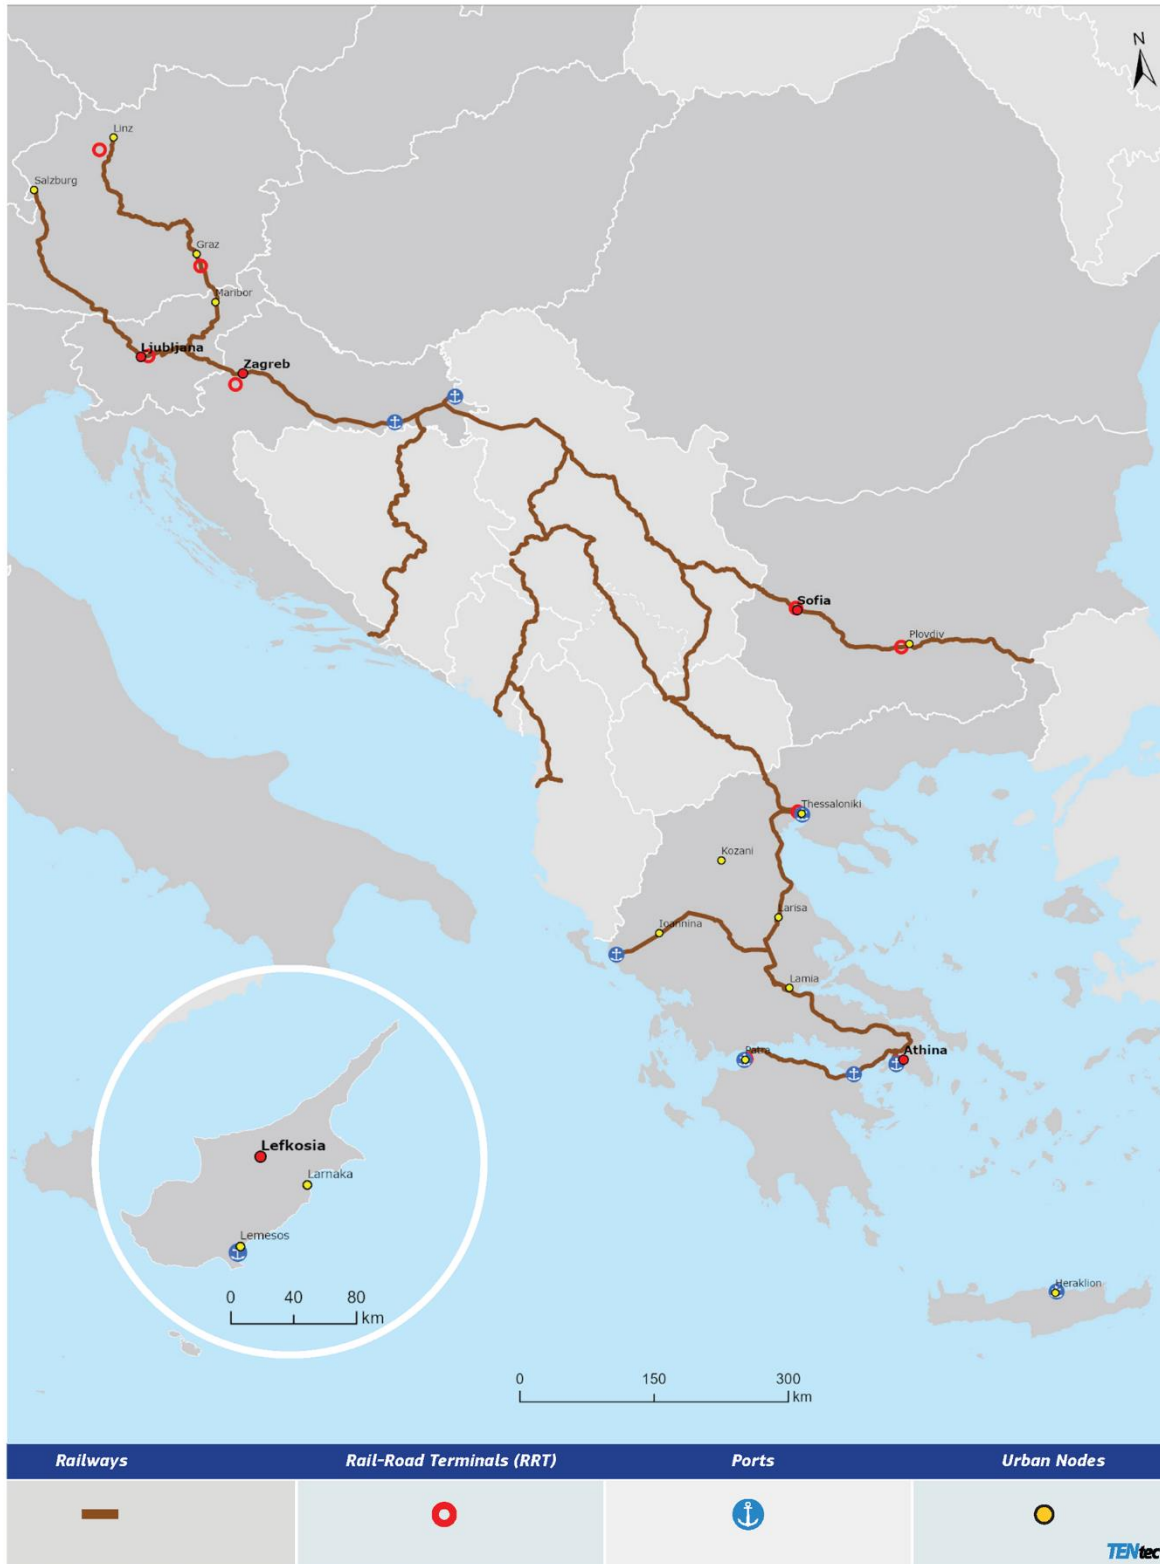 N
Linz
Salzburg
Graz
Maribor
Ljubljana
Zagreb
Sofia
Plovdiv
Thessaloniki
Kozani
Larisa
Ioannina
Lamia
Patra
Athina
Lefkosia
Larnaka
Lemesos
0 40 80
km
Heraklion
0 150 300
km
Railways Rail-Road Terminals (RRT) Ports Urban Nodes
TENtec